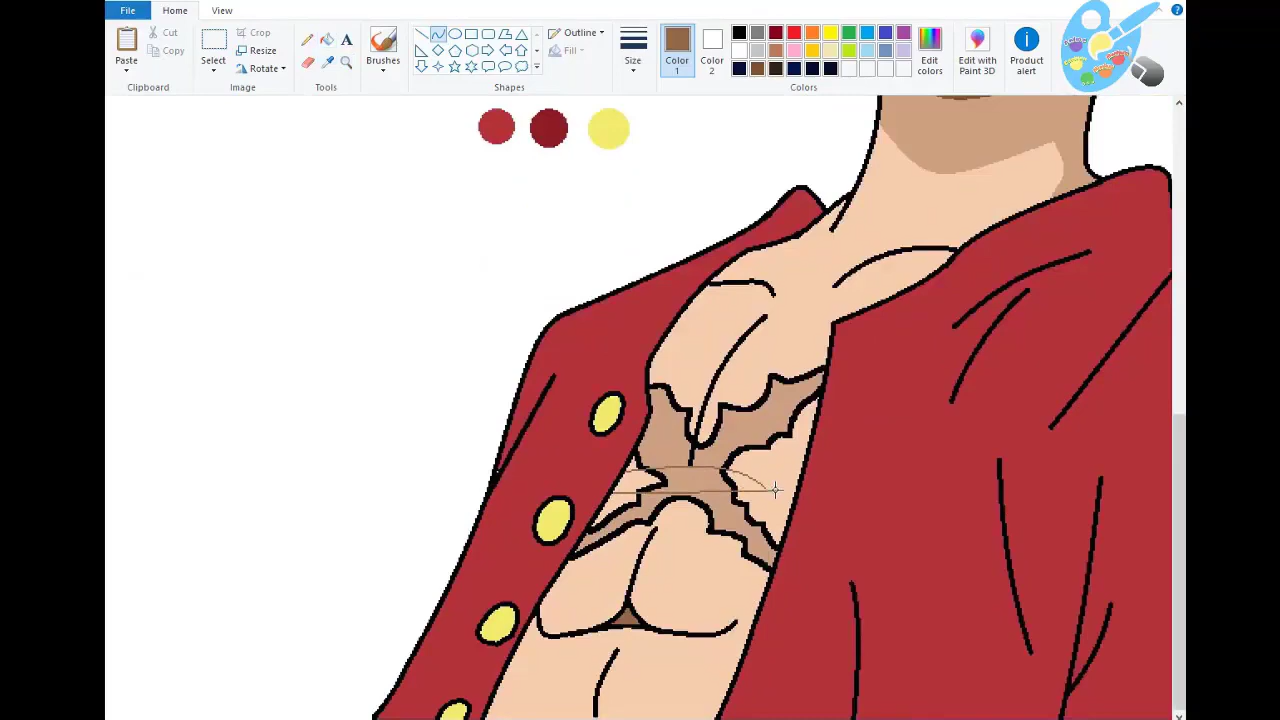 File Home View
Cut
Copy
Paste
Clipboard
Select
Crop
Resize
Rotate
Image
A
Tools
Brushes
Outline
Fill
Shapes
Size
Color
1
Color
2
Edit
colors
Colors
Edit with
Paint 3D
Product
alert